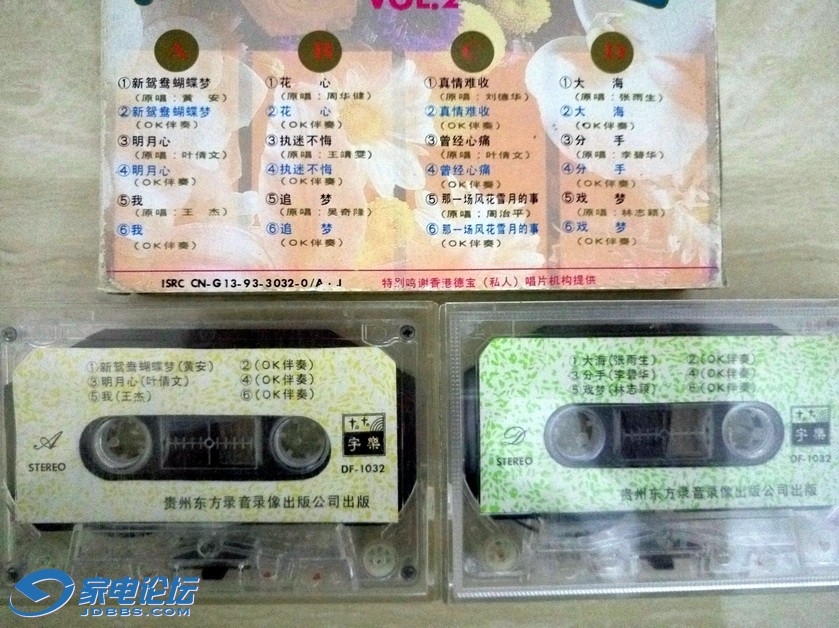 VOL.2
A
①新鸳鸯蝴蝶梦
(原唱:黄 安)
②新鸳鸯蝴蝶梦
(OK伴奏)
③明月心
(原唱:叶倩文)
④明月心
(OK伴奏)
⑤我
(原唱:王 杰)
⑥我
(OK伴奏)
B
①花 心
(原唱:周华健)
②花 心
(OK伴奏)
③执迷不悔
(原唱:王靖雯)
④执迷不悔
(OK伴奏)
⑤追 梦
(原唱:吴奇隆)
⑥追 梦
(OK伴奏)
C
①真情难收
(原唱:刘德华)
②真情难收
(OK伴奏)
③曾经心痛
(原唱:叶倩文)
④曾经心痛
(OK伴奏)
⑤那一场风花雪月的事
(原唱:周治平)
⑥那一场风花雪月的事
(OK伴奏)
D
①大 海
(原唱:张雨生)
②大 海
(OK伴奏)
③分 手
(原唱:李碧华)
④分 手
(OK伴奏)
⑤戏 梦
(原唱:林志颖)
⑥戏 梦
(OK伴奏)
ISRC CN-G13-93-3032-0/A·J
特别鸣谢香港德宝(私人)唱片机构提供
①新鸳鸯蝴蝶梦(黄安) ②(OK伴奏)
③明月心(叶倩文) ④(OK伴奏)
⑤我(王杰) ⑥(OK伴奏)
A
STEREO
字樂
DF-1032
贵州东方录音录像出版公司出版
①大海(张雨生) ②(OK伴奏)
③分手(李碧华) ④(OK伴奏)
⑤戏梦(林志颖) ⑥(OK伴奏)
D
STEREO
字樂
DF-1032
贵州东方录音录像出版公司出版
家电论坛
JDBBS.COM